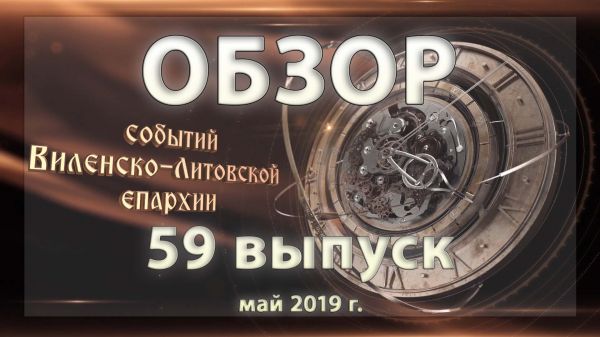 ОБЗОР
событий
Виленско-Литовской
епархии
59 выпуск
май 2019 г.